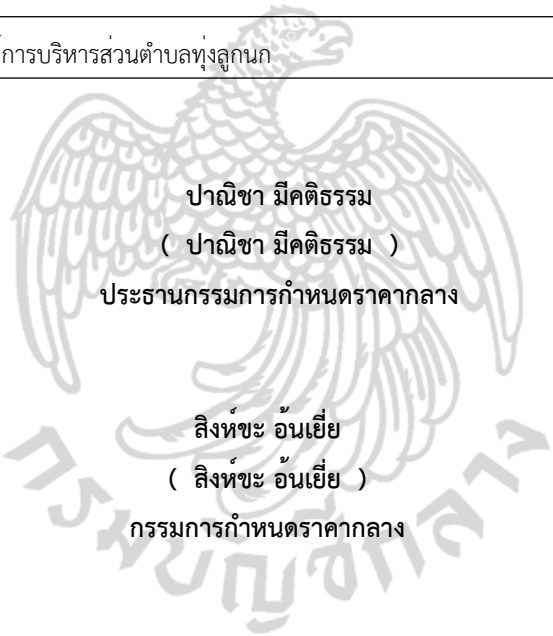 การบริหารส่วนตำบลทุ่งลูกนก
ปาณิชา มีคติธรรม
( ปาณิชา มีคติธรรม )
ประธานกรรมการกำหนดราคากลาง
สิงห์ขะ อ้นเยี่ย
( สิงห์ขะ อ้นเยี่ย )
กรรมการกำหนดราคากลาง
กรมบัญชีกลาง